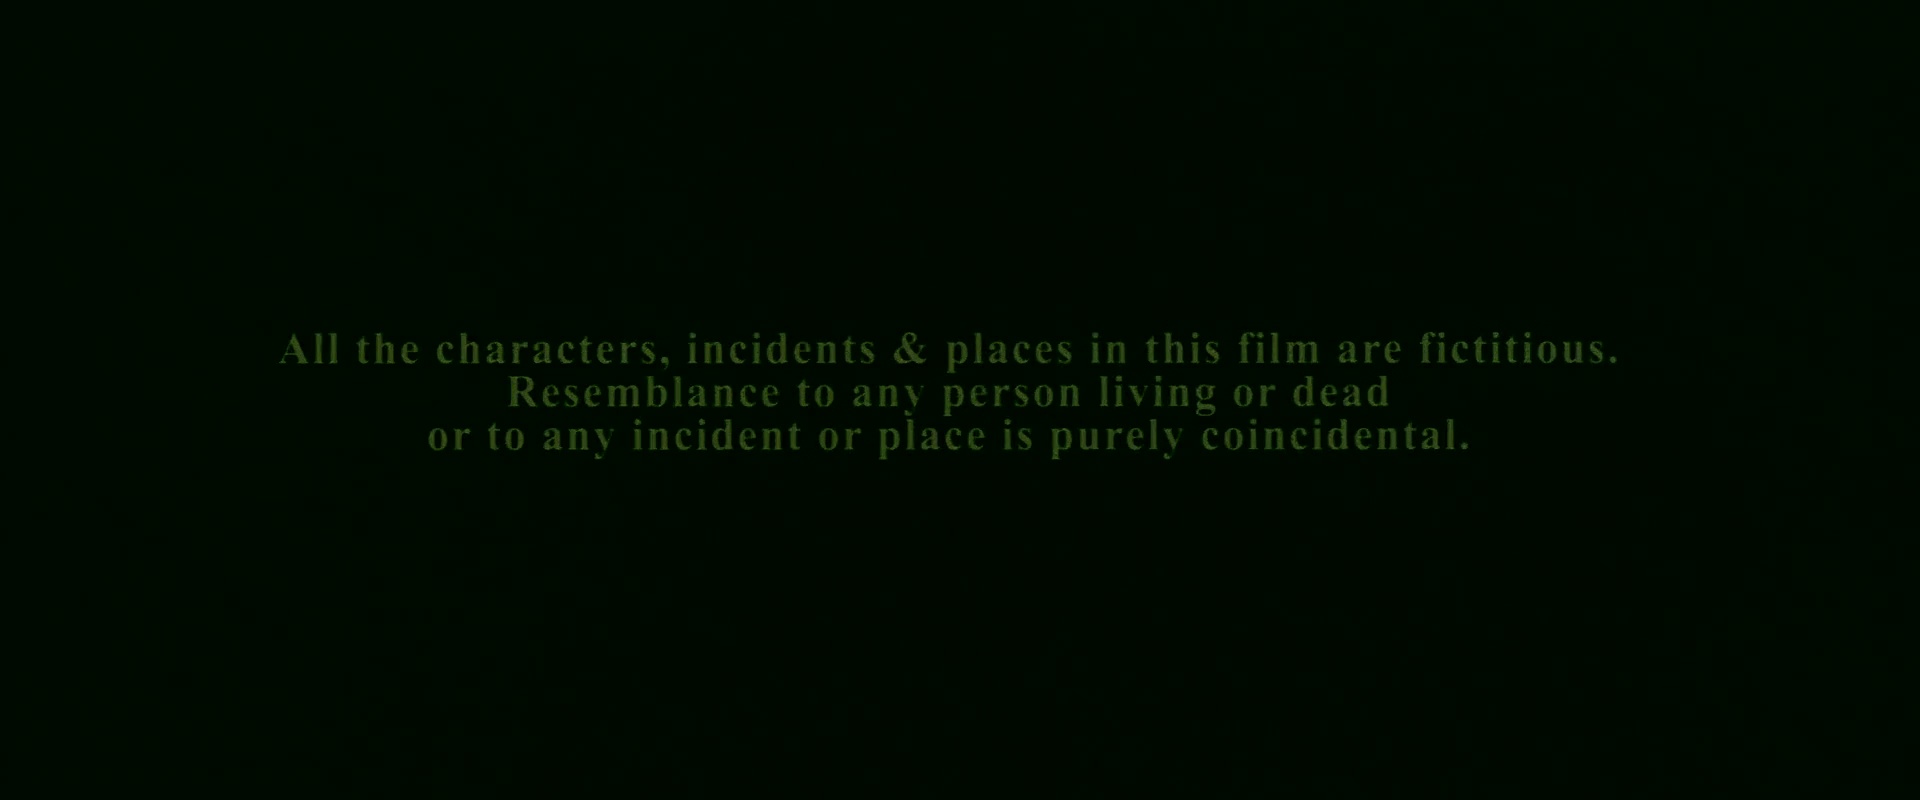 All the characters, incidents & places in this film are fictitious.
Resemblance to any person living or dead
or to any incident or place is purely coincidental.